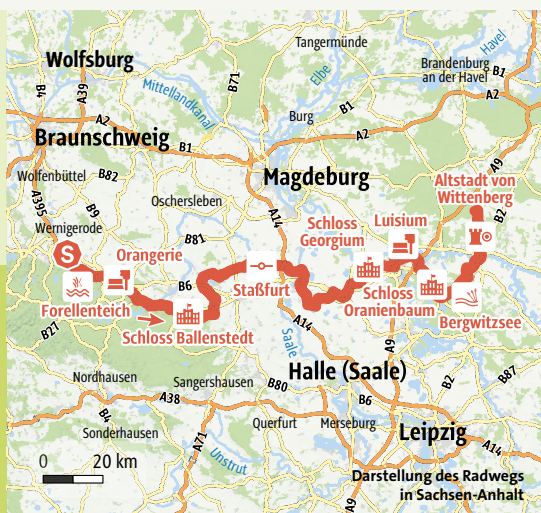 Tangermünde
Havel
Wolfsburg
Brandenburg
an der Havel
B1
B71
Elbe
B4
A39
Mittellandkanal
A2
B1
Burg
A2
A2
Braunschweig
B1
A9
Wolfenbüttel
B82
Magdeburg
Altstadt von
Wittenberg
A395
Oschersleben
B9
A14
Schloss
Georgium
Luisium
B2
Wernigerode
B81
S
Orangerie
B6
Staßfurt
Schloss
Oranienbaum
Forellenteich
Bergwitzsee
B27
Schloss Ballenstedt
A14
Saale
A9
Halle (Saale)
Nordhausen
Sangerhausen
B80
B2
B87
A38
B6
B4
Querfurt
Merseburg
Sonderhausen
A71
Leipzig
A14
Unstrut
0 20 km
A9
Darstellung des Radwegs
in Sachsen-Anhalt